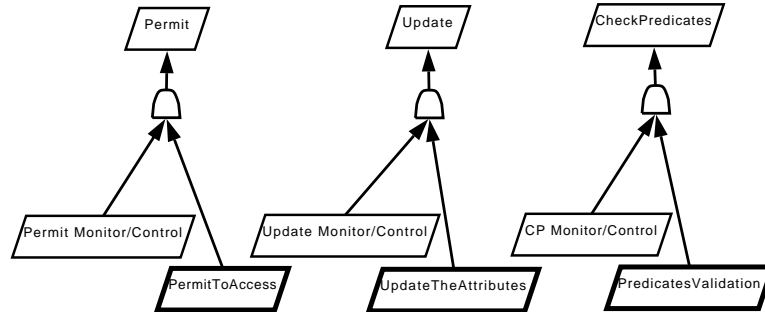 Permit
Update
CheckPredicates
Permit Monitor/Control
Update Monitor/Control
CP Monitor/Control
PermitToAccess
UpdateTheAttributes
PredicatesValidation